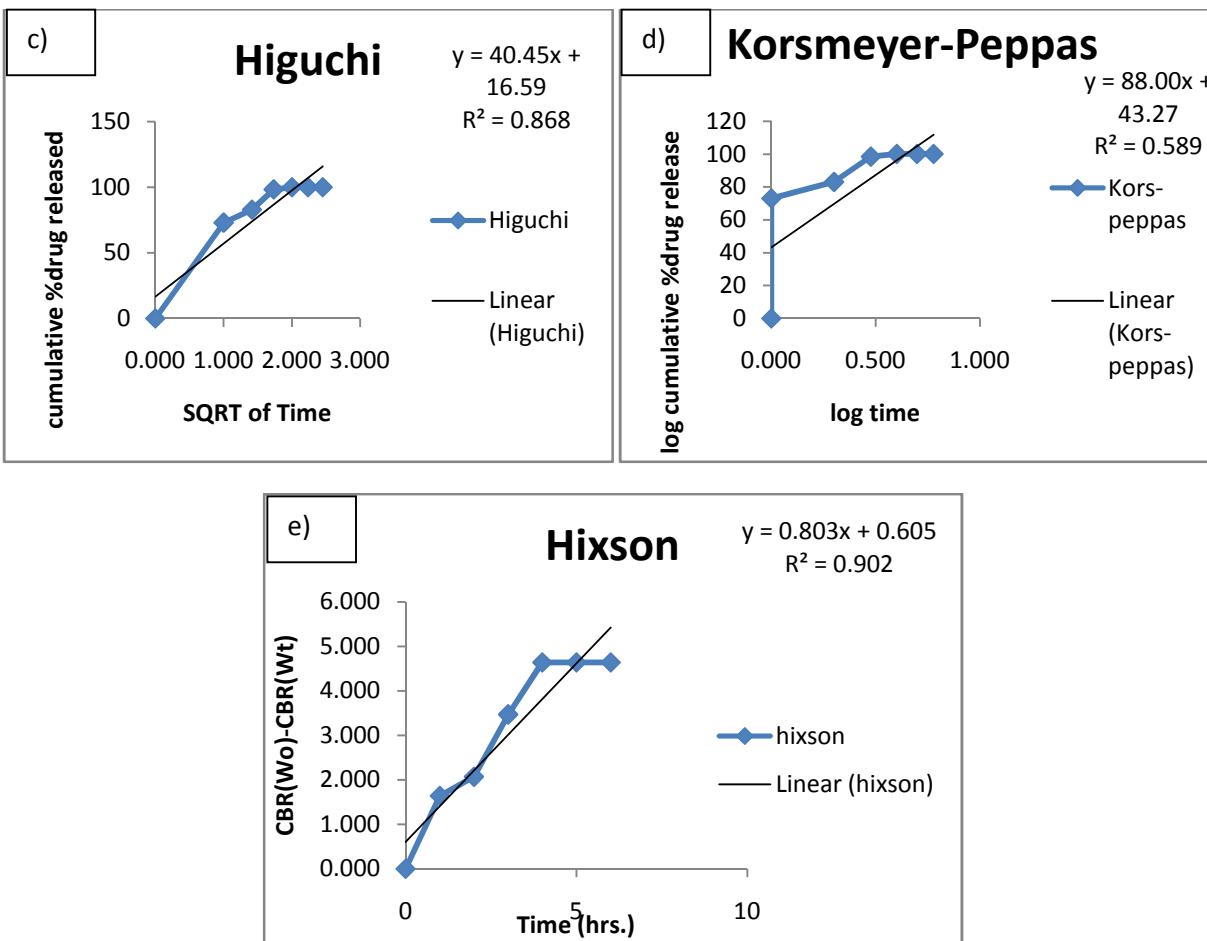 c)
Higuchi
y = 40.45x +
16.59
R² = 0.868
cumulative %drug released
150
100
50
0
0.000 1.000 2.000 3.000
SQRT of Time
Higuchi
Linear
(Higuchi)
d)
Korsmeyer-Peppas
y = 88.00x +
43.27
R² = 0.589
log cumulative %drug release
120
100
80
60
40
20
0
0.000 0.500 1.000
log time
Kors-
peppas
Linear
(Kors-
peppas)
e)
Hixson
y = 0.803x + 0.605
R² = 0.902
CBR(Wo)-CBR(Wt)
6.000
5.000
4.000
3.000
2.000
1.000
0.000
0 5 10
Time (hrs.)
hixson
Linear (hixson)